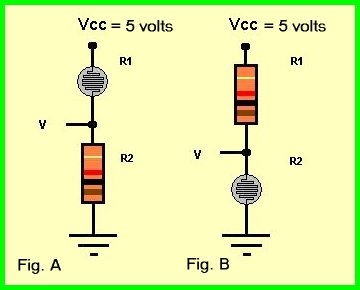 Vcc = 5 volts
R1
V
R2
Fig. A
Vcc = 5 volts
R1
V
R2
Fig. B